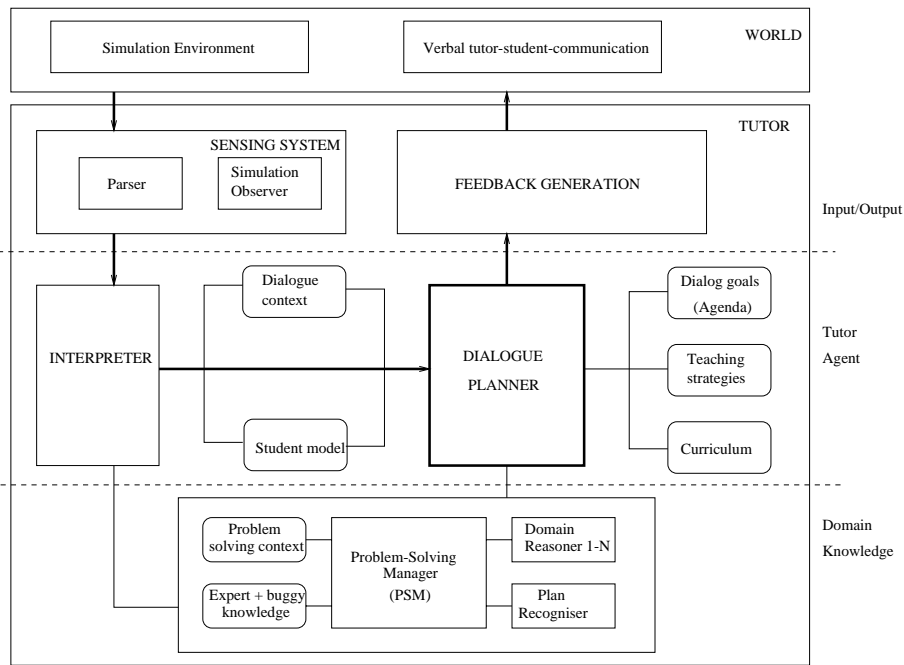 Simulation Environment
Verbal tutor-student-communication
WORLD
TUTOR
SENSING SYSTEM
Parser
Simulation
Observer
FEEDBACK GENERATION
Input/Output
Dialogue
context
Dialog goals
(Agenda)
INTERPRETER
DIALOGUE
PLANNER
Teaching
strategies
Tutor
Agent
Student model
Curriculum
Problem
solving context
Problem-Solving
Manager
(PSM)
Domain
Reasoner 1-N
Domain
Knowledge
Expert + buggy
knowledge
Plan
Recogniser